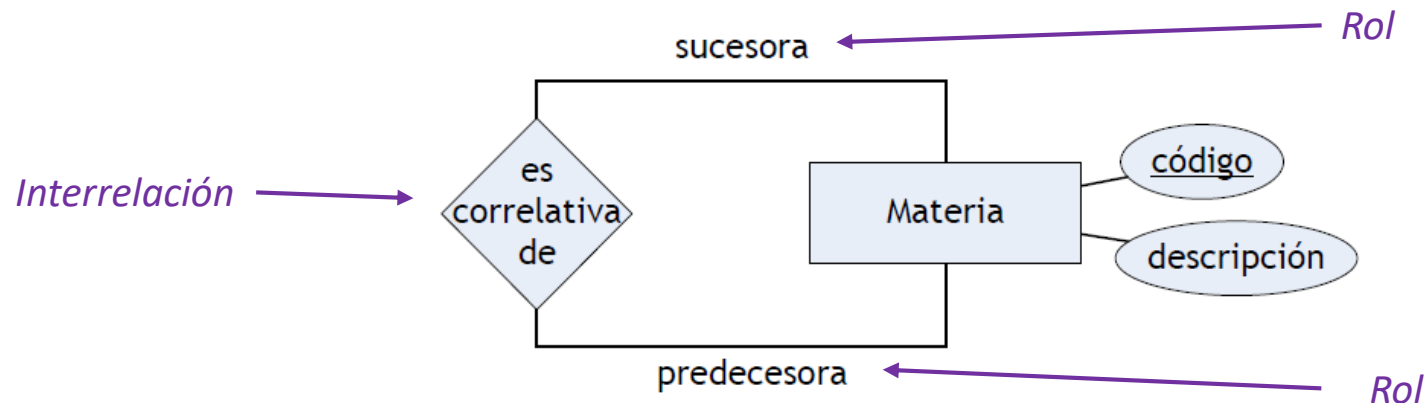 Rol
sucesora
código
Interrelación
es
correlativa
de
Materia
descripción
predecesora
Rol